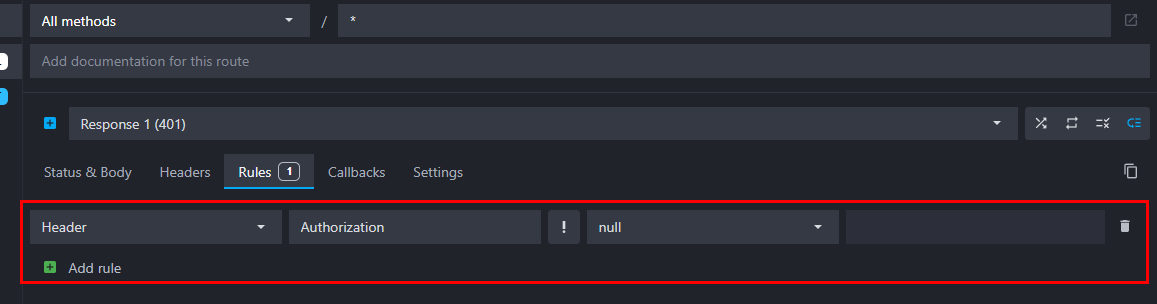 All methods / *
Add documentation for this route
Response 1 (401)
Status & Body Headers Rules 1 Callbacks Settings
Header Authorization ! null
Add rule